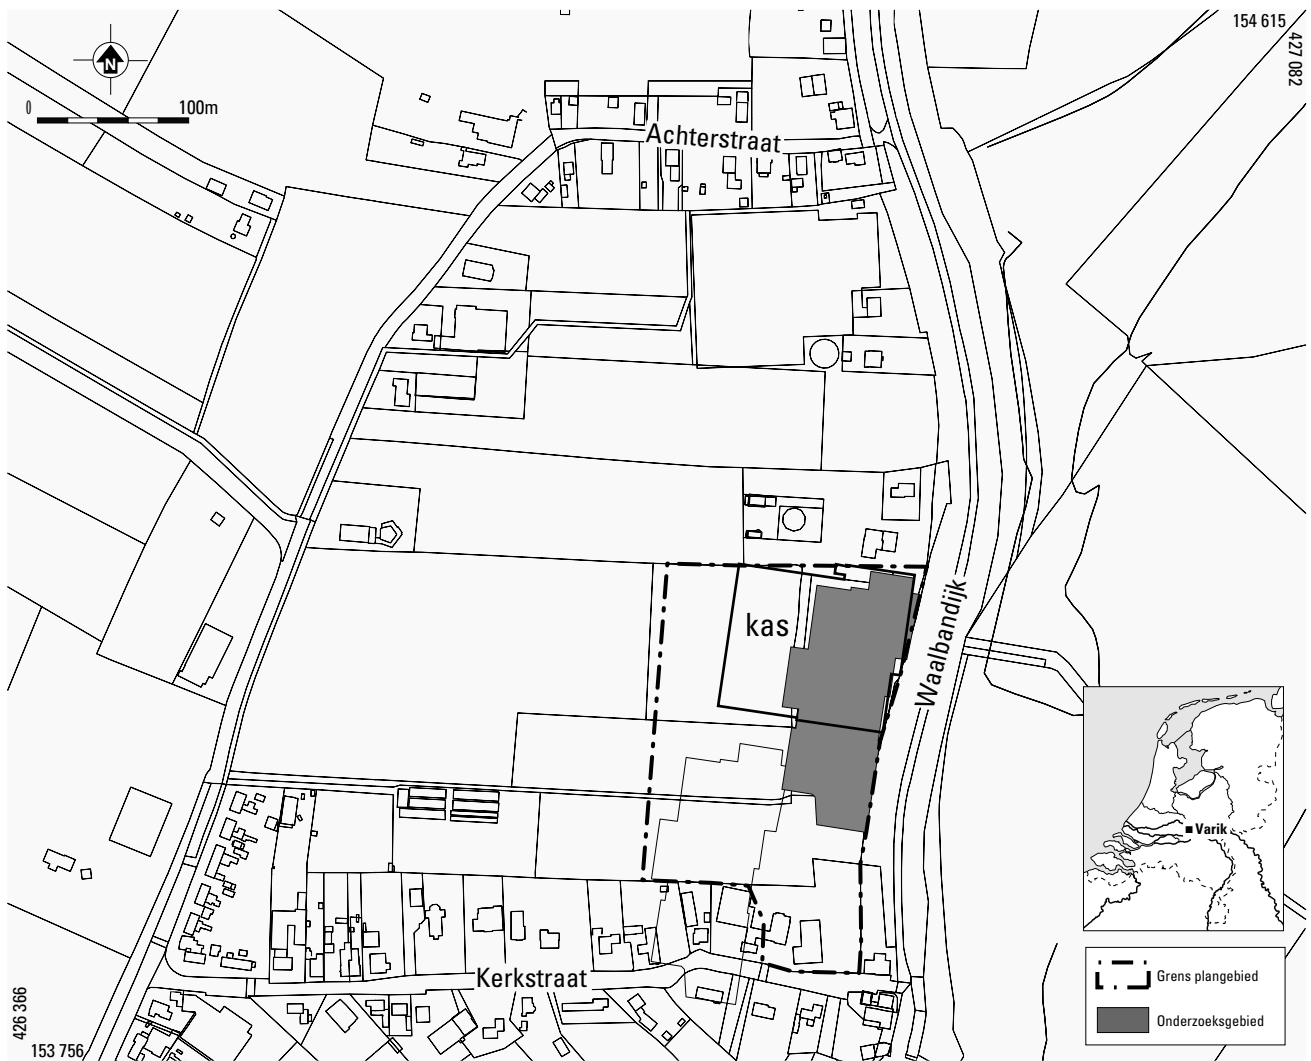 154 615
427 082
N
0 100m
Achterstraat
kas
Waalbandijk
Varik
Kerkstraat
Grens plangebied
Onderzoeksgebied
426 366
153 756